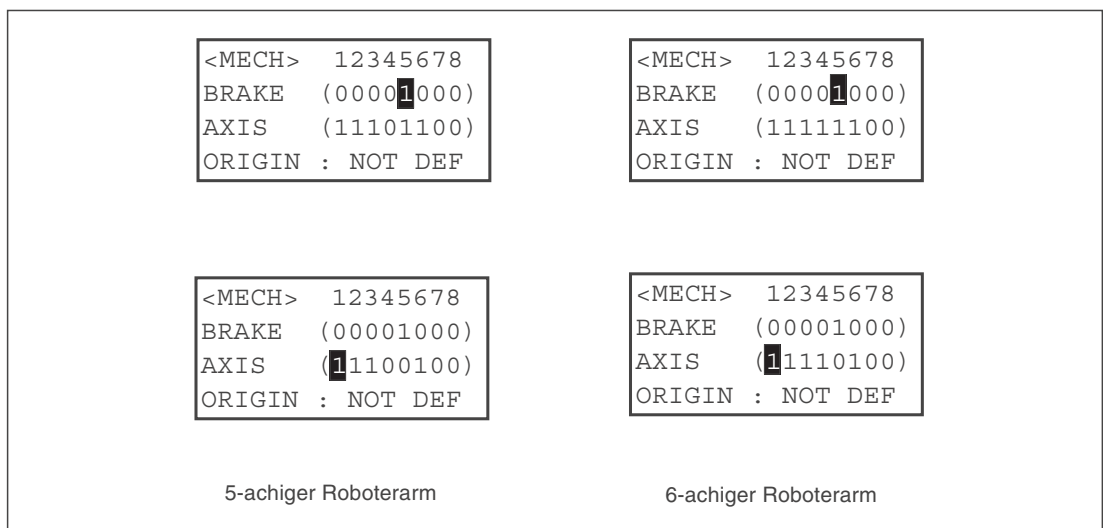 <MECH> 12345678
BRAKE (00001000)
AXIS (11101100)
ORIGIN : NOT DEF
<MECH> 12345678
BRAKE (00001000)
AXIS (11111100)
ORIGIN : NOT DEF
<MECH> 12345678
BRAKE (00001000)
AXIS (11100100)
ORIGIN : NOT DEF
<MECH> 12345678
BRAKE (00001000)
AXIS (11110100)
ORIGIN : NOT DEF
5-achiger Roboterarm
6-achiger Roboterarm